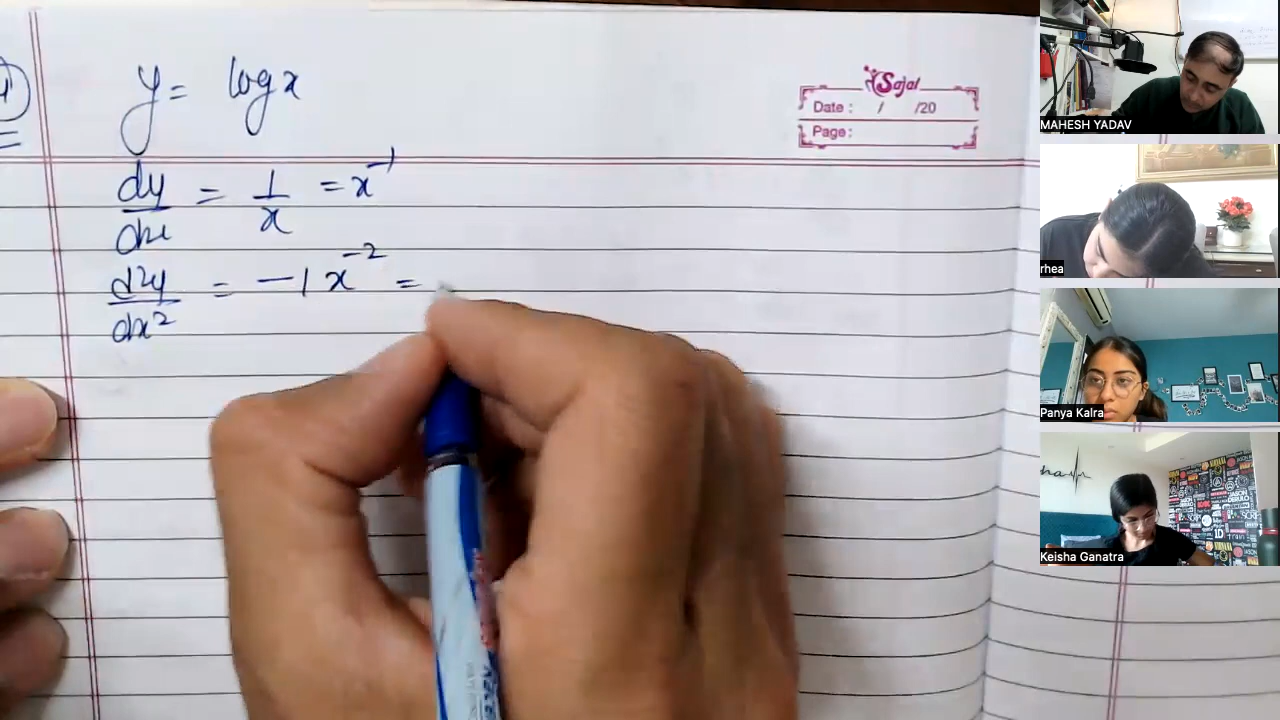 4)
y = log x
Sajal
Date : / /20
Page :
dy/dx = 1/x = x⁻¹
d²y/dx² = -1 x⁻² =
MAHESH YADAV
rhea
Panya Kalra
Keisha Ganatra